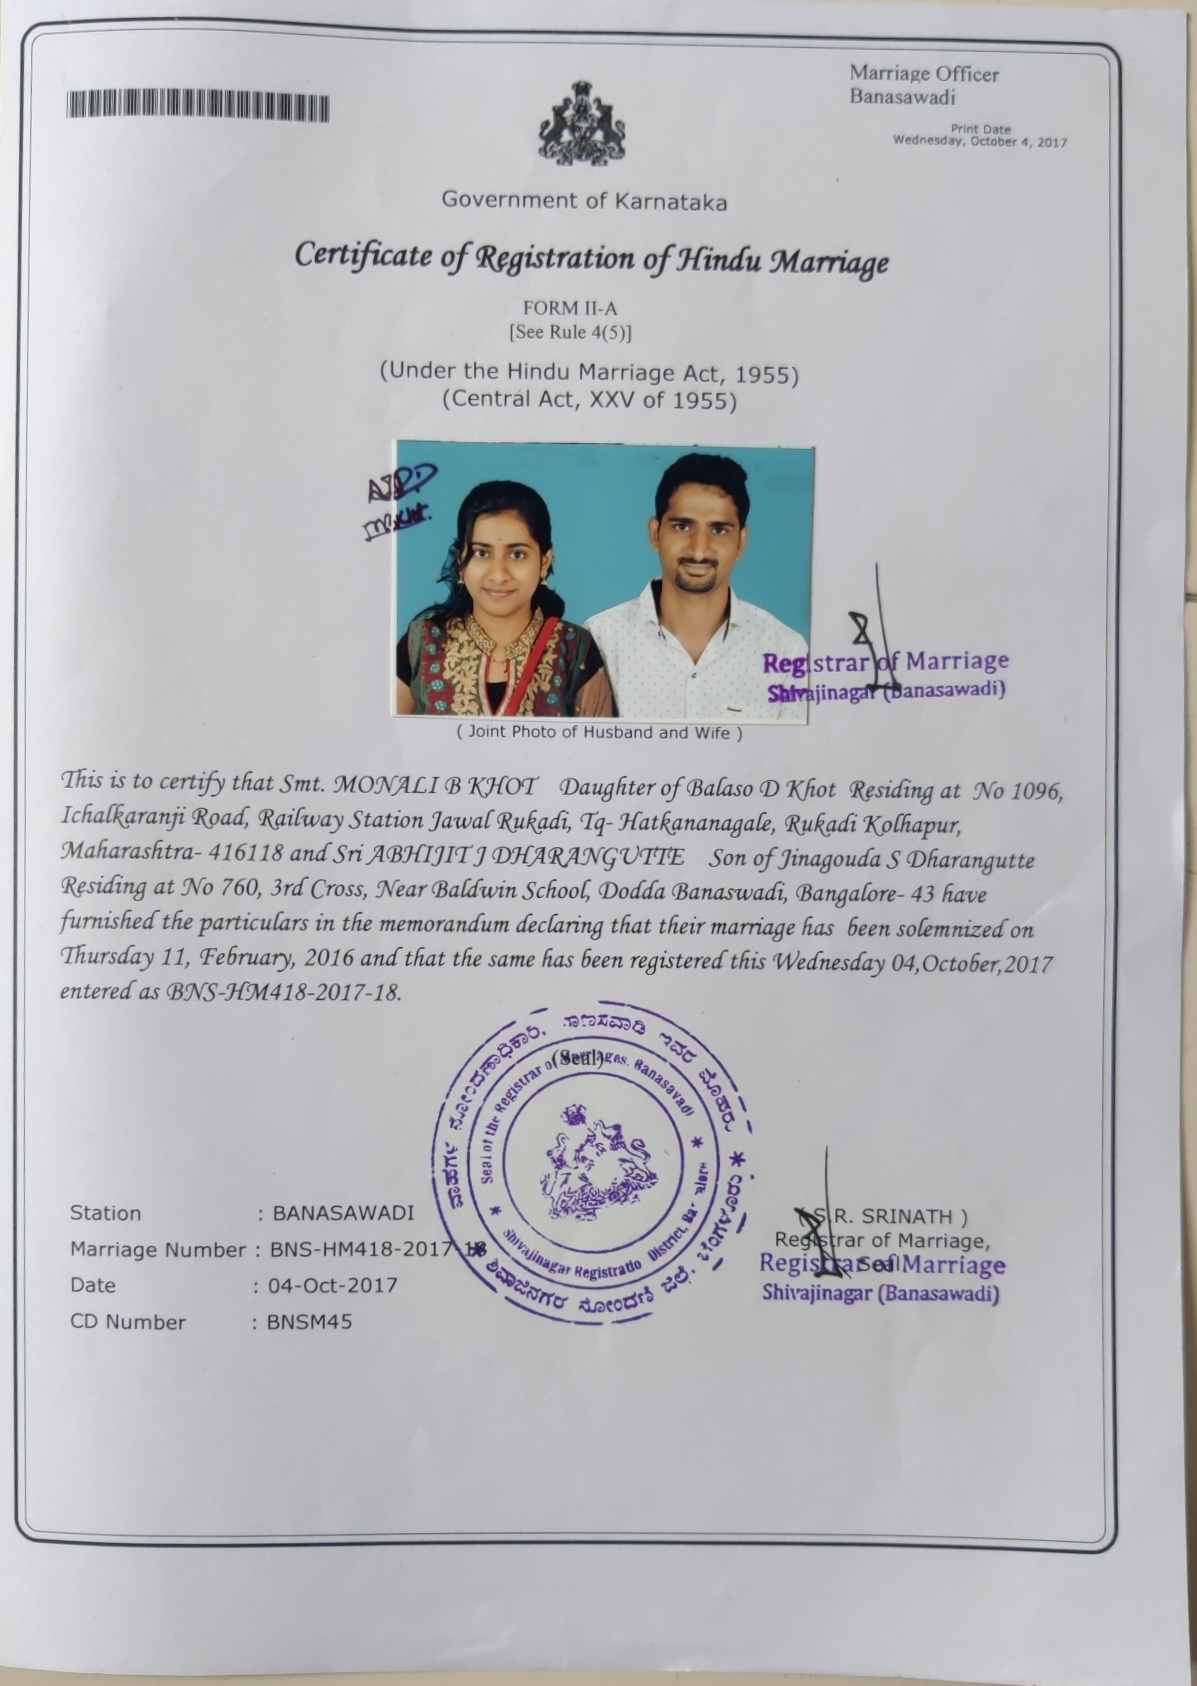 Marriage Officer
Banasawadi
Print Date
Wednesday, October 4, 2017
Government of Karnataka
Certificate of Registration of Hindu Marriage
FORM II-A
[See Rule 4(5)]
(Under the Hindu Marriage Act, 1955)
(Central Act, XXV of 1955)
Registrar of Marriage
Shivajinagar (Banasawadi)
( Joint Photo of Husband and Wife )
This is to certify that Smt. MONALI B KHOT Daughter of Balaso D Khot Residing at No 1096,
Ichalkaranji Road, Railway Station Jawal Rukadi, Tq- Hatkananagale, Rukadi Kolhapur,
Maharashtra- 416118 and Sri ABHIJIT J DHARANGUTTE Son of Jinagouda S Dharangutte
Residing at No 760, 3rd Cross, Near Baldwin School, Dodda Banaswadi, Bangalore- 43 have
furnished the particulars in the memorandum declaring that their marriage has been solemnized on
Thursday 11, February, 2016 and that the same has been registered this Wednesday 04,October,2017
entered as BNS-HM418-2017-18.
(Seal)
Seal of the Registrar of Marriages. Banasavadi
Shivajinagar Registratio District,
ಶಿವಾಜಿನಗರ ನೋಂದಣಿ ಜಿಲ್ಲೆ. ಬೆಂಗಳೂರು
Station : BANASAWADI
Marriage Number : BNS-HM418-2017-18
Date : 04-Oct-2017
CD Number : BNSM45
( S.R. SRINATH )
Registrar of Marriage,
Seal
Registrar of Marriage
Shivajinagar (Banasawadi)